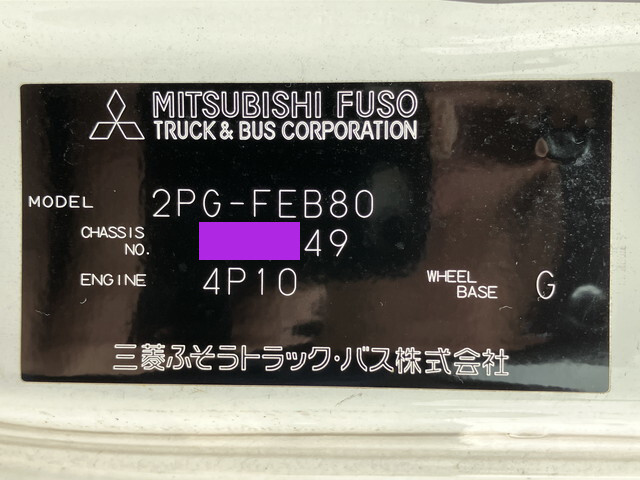 MITSUBISHI FUSO
TRUCK & BUS CORPORATION
MODEL 2PG-FEB80
CHASSIS NO. 49
ENGINE 4P10 WHEEL BASE G
三菱ふそうトラック・バス株式会社